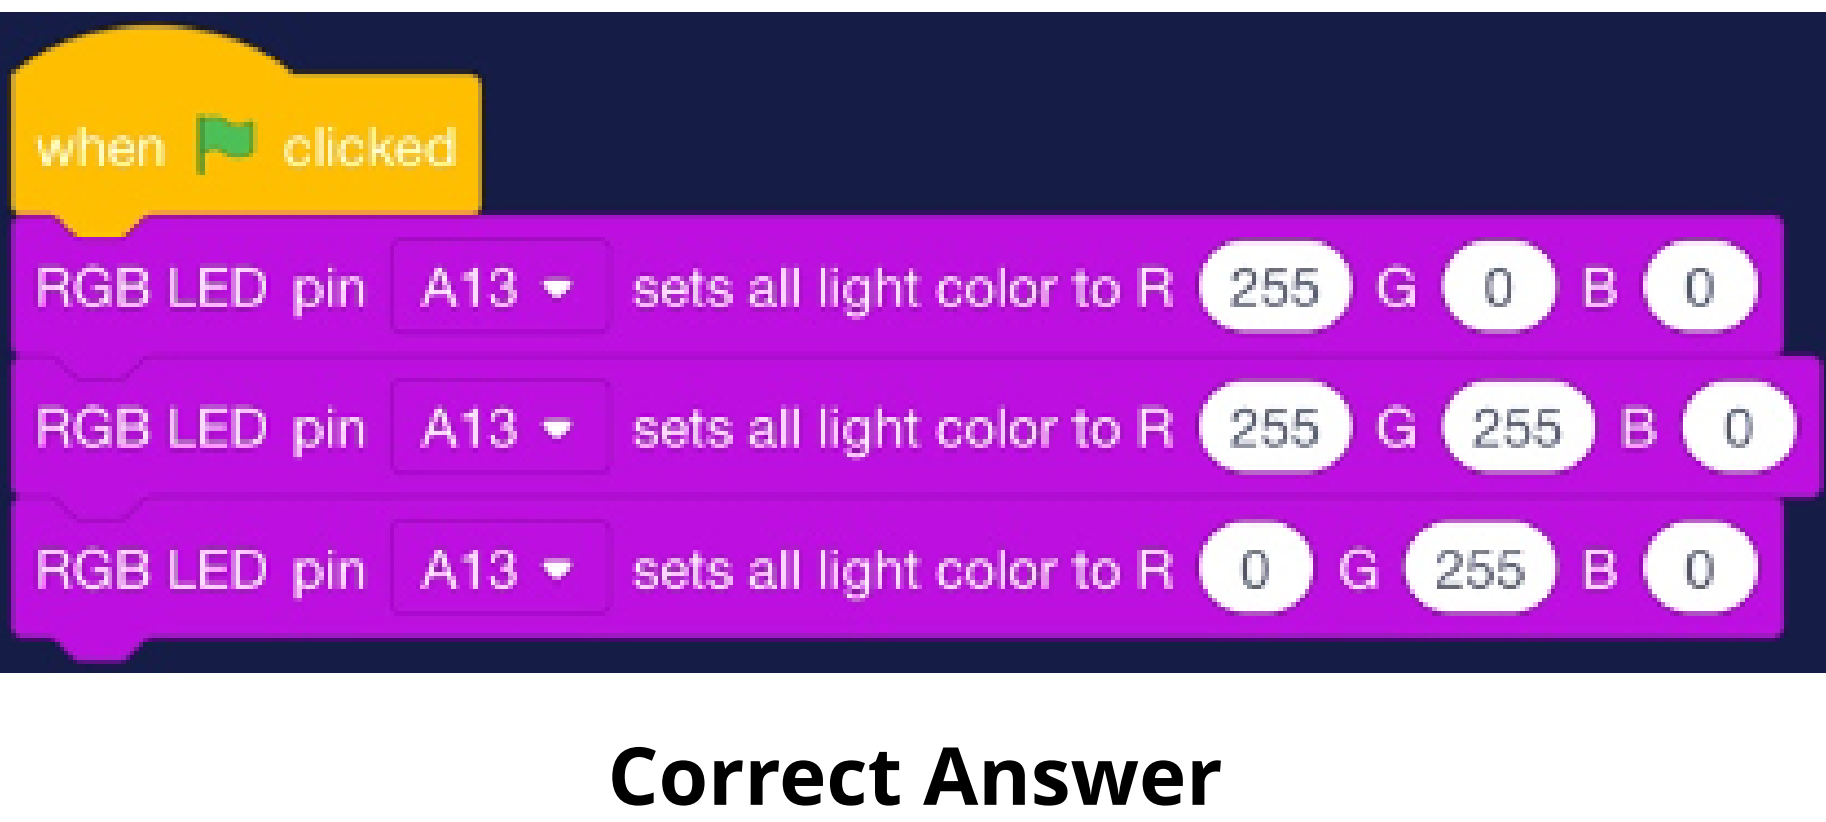 when clicked
RGB LED pin A13 sets all light color to R 255 G 0 B 0
RGB LED pin A13 sets all light color to R 255 G 255 B 0
RGB LED pin A13 sets all light color to R 0 G 255 B 0
Correct Answer